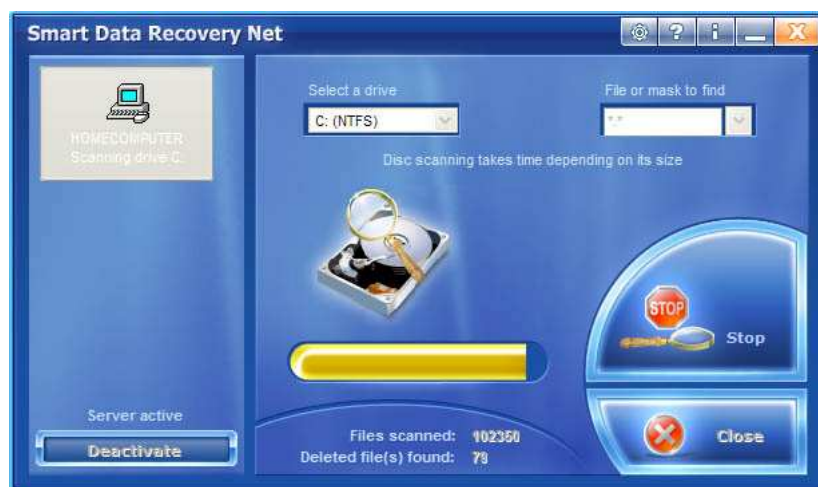 Smart Data Recovery Net
HOMECOMPUTER
Scanning drive C:
Select a drive
File or mask to find
C: (NTFS)
*.*
Disc scanning takes time depending on its size
STOP
Stop
Server active
Deactivate
Files scanned: 102350
Deleted file(s) found: 79
Close